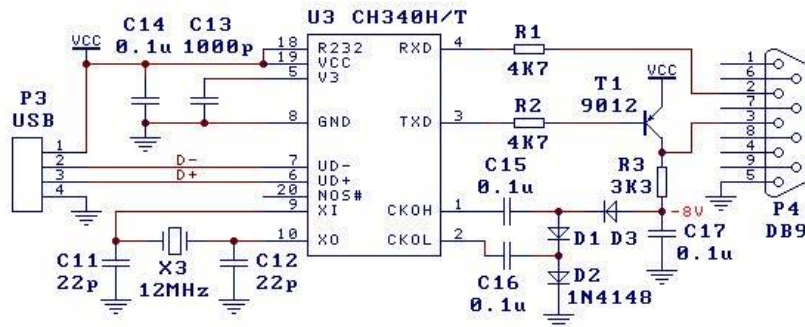 U3 CH340H/T
C14 C13
VCC
0.1u 1000p
18 R232
19 VCC
5 V3
RXD 4
R1
4K7
T1
9012
VCC
P3
USB
8 GND
TXD 3
R2
4K7
1
2 D- 7 UD-
3 D+ 6 UD+
4
20 NOS#
9 XI
10 XO
C15
0.1u
CKOH 1
CKOL 2
R3
3K3
-8V
D1 D3
C17
0.1u
C16
0.1u
D2
1N4148
C11
22p
X3
12MHz
C12
22p
1
6
2
7
3
8
4
9
5
P4
DB9